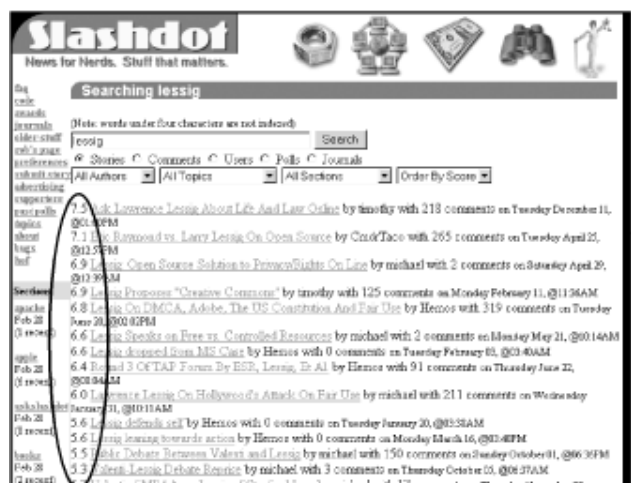 Slashdot
News for Nerds. Stuff that matters.
Searching lessig
faq
code
awards
journals
older stuff
rob's page
preferences
submit story
advertising
supporters
past polls
topics
about
bugs
hof
(Note: words under four characters are not indexed)
lessig Search
Stories Comments Users Polls Journals
All Authors All Topics All Sections Order By Score
7.5 Ask Lawrence Lessig About Life And Law Online by timothy with 218 comments on Tuesday December 11,
7.1 Eric Raymond vs. Larry Lessig On Open Source by CmdrTaco with 265 comments on Tuesday April 25,
@12:57PM
6.9 Lessig: Open Source Solution to Privacy/Rights On Line by michael with 2 comments on Saturday April 29,
@12:39AM
6.9 Lessig Proposes "Creative Commons" by timothy with 125 comments on Monday February 11, @11:36AM
6.8 Lessig On DMCA, Adobe, The US Constitution And Fair Use by Hemos with 319 comments on Tuesday
June 20, @02:02PM
6.6 Lessig Speaks on Free vs. Controlled Resources by michael with 2 comments on Monday May 21, @00:14AM
6.6 Lessig dropped from MS Case by Hemos with 0 comments on Tuesday February 03, @03:40AM
6.4 Round 3 Of TAP Forum By ESR, Lessig, Et Al by Hemos with 91 comments on Thursday June 22,
6.0 Lawrence Lessig On Hollywood's Attack On Fair Use by michael with 211 comments on Wednesday
January 31, @10:11AM
5.6 Lessig defends self by Hemos with 0 comments on Tuesday January 20, @03:38AM
5.6 Lessig leaning towards action by Hemos with 0 comments on Monday March 16, @03:48PM
5.5 Public Debate Between Valenti and Lessig by michael with 150 comments on Sunday October 01, @06:36PM
5.3 Valenti-Lessig Debate Reprise by michael with 3 comments on Thursday October 05, @06:37AM
Sections
apache
Feb 28
(1 recent)
apple
Feb 28
askslashdot
Feb 28
books
Feb 28